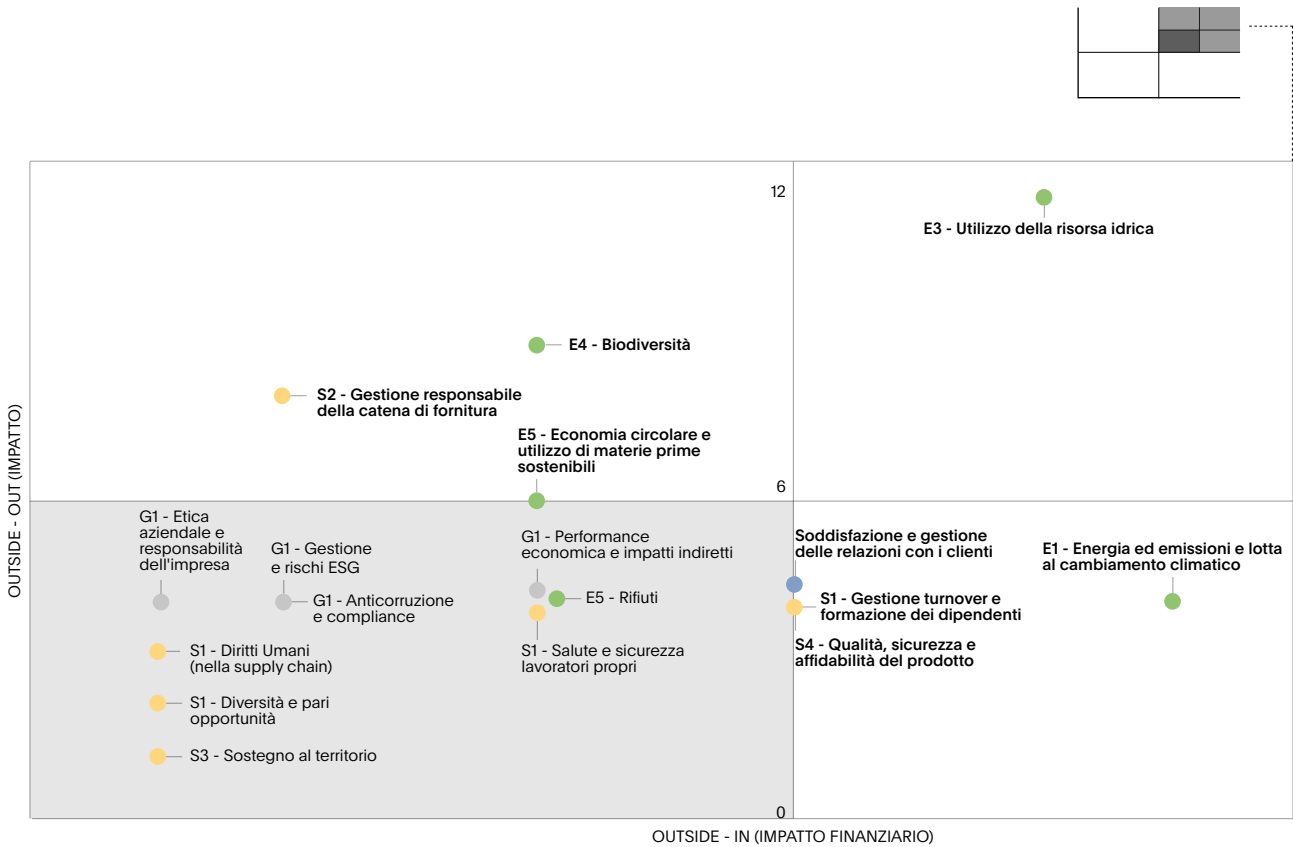 12
E3 - Utilizzo della risorsa idrica
E4 - Biodiversità
S2 - Gestione responsabile
della catena di fornitura
E5 - Economia circolare e
utilizzo di materie prime
sostenibili
6
OUTSIDE - OUT (IMPATTO)
G1 - Etica
aziendale e
responsabilità
dell'impresa
G1 - Gestione
e rischi ESG
G1 - Anticorruzione
e compliance
G1 - Performance
economica e impatti indiretti
E5 - Rifiuti
S1 - Salute e sicurezza
lavoratori propri
Soddisfazione e gestione
delle relazioni con i clienti
S1 - Gestione turnover e
formazione dei dipendenti
S4 - Qualità, sicurezza e
affidabilità del prodotto
E1 - Energia ed emissioni e lotta
al cambiamento climatico
S1 - Diritti Umani
(nella supply chain)
S1 - Diversità e pari
opportunità
S3 - Sostegno al territorio
0
OUTSIDE - IN (IMPATTO FINANZIARIO)